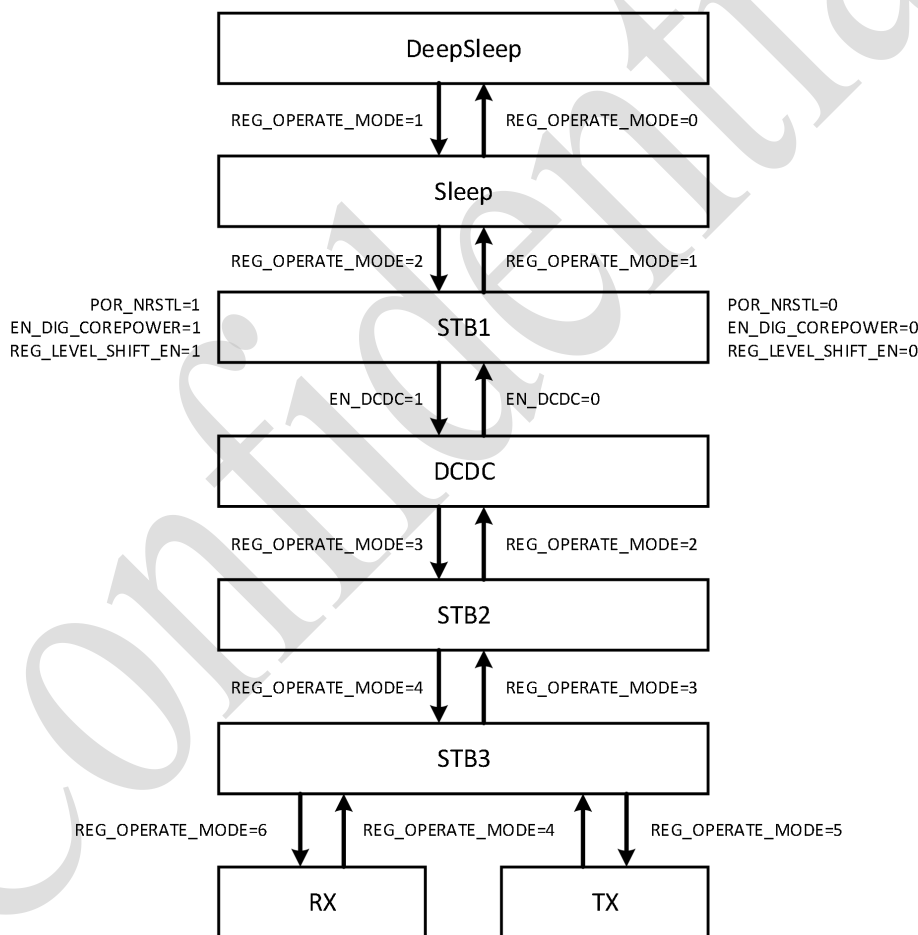 DeepSleep
REG_OPERATE_MODE=1
REG_OPERATE_MODE=0
Sleep
REG_OPERATE_MODE=2
REG_OPERATE_MODE=1
POR_NRSTL=1
EN_DIG_COREPOWER=1
REG_LEVEL_SHIFT_EN=1
STB1
POR_NRSTL=0
EN_DIG_COREPOWER=0
REG_LEVEL_SHIFT_EN=0
EN_DCDC=1
EN_DCDC=0
DCDC
REG_OPERATE_MODE=3
REG_OPERATE_MODE=2
STB2
REG_OPERATE_MODE=4
REG_OPERATE_MODE=3
STB3
REG_OPERATE_MODE=6
REG_OPERATE_MODE=4
REG_OPERATE_MODE=5
RX
TX
Confidential